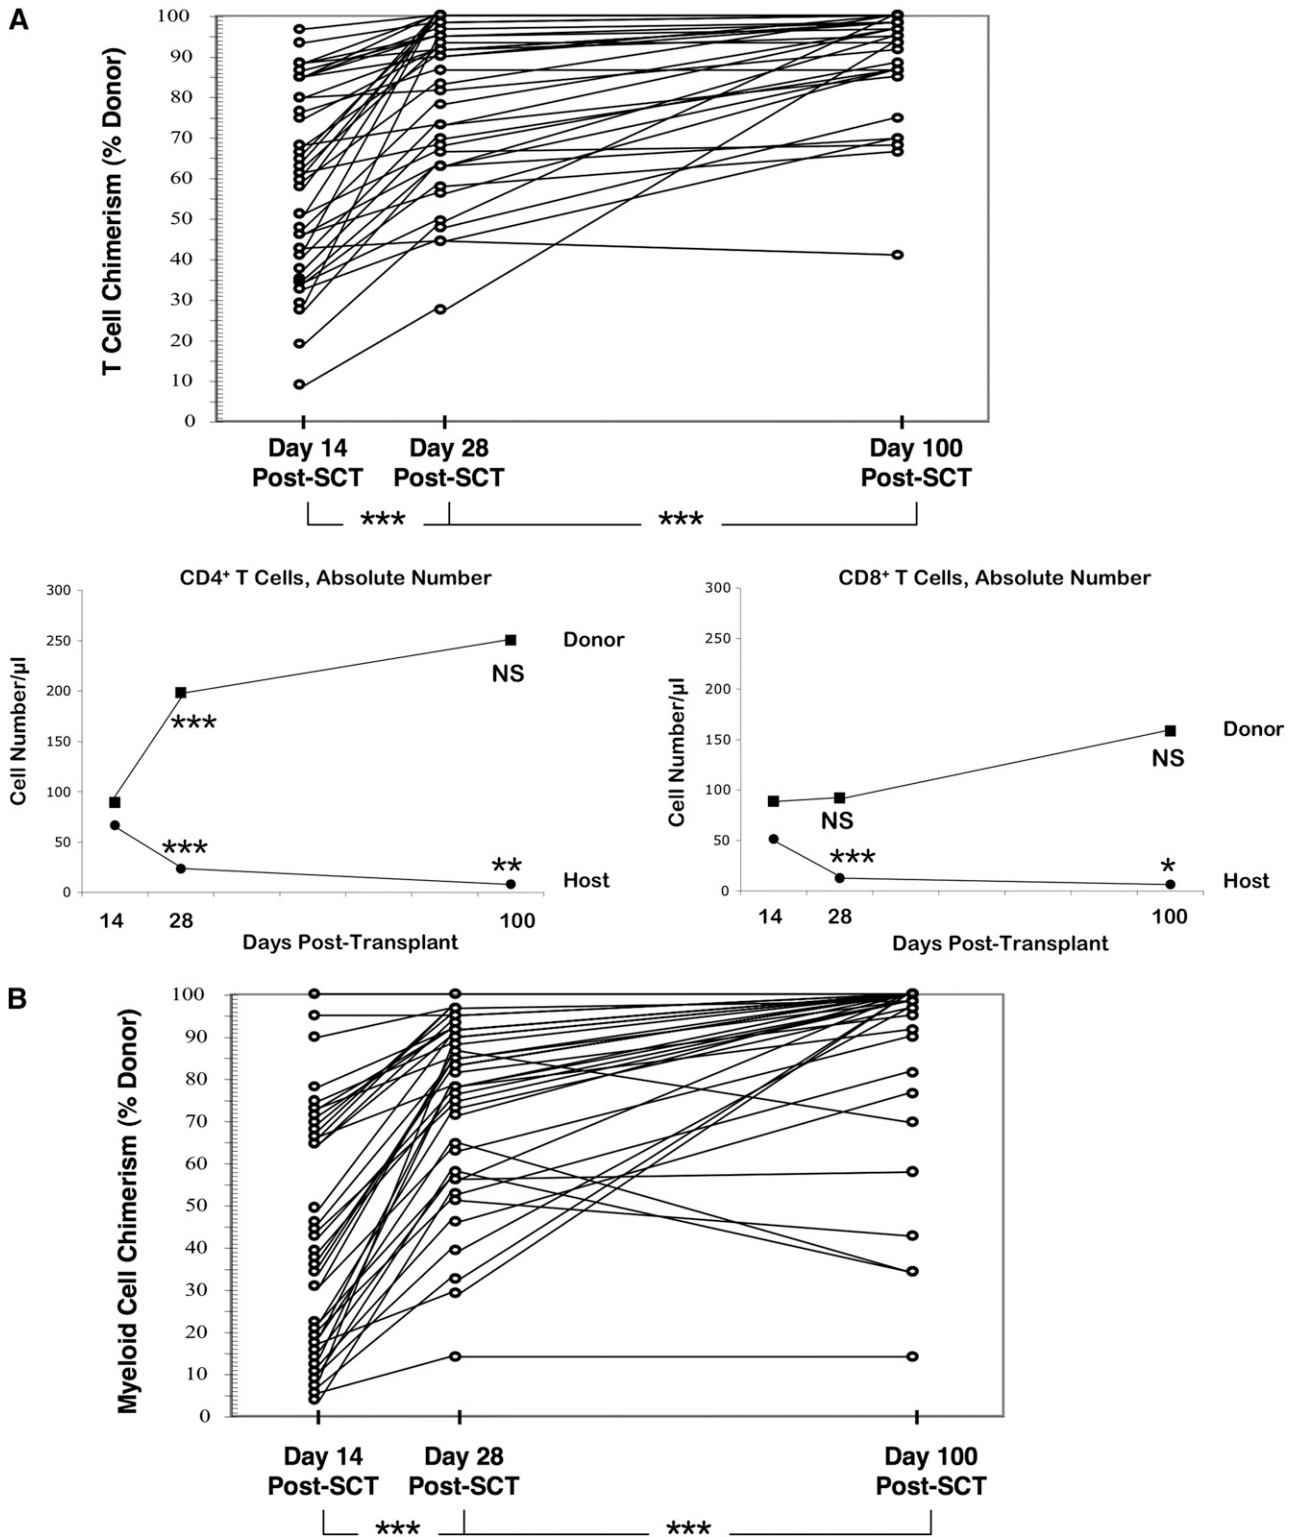 A
T Cell Chimerism (% Donor)
100
90
80
70
60
50
40
30
20
10
0
Day 14 Day 28 Day 100
Post-SCT Post-SCT Post-SCT
*** ***
CD4+ T Cells, Absolute Number
Cell Number/µl
300
250
200
150
100
50
0
Donor
NS
***
***
**
Host
14 28 100
Days Post-Transplant
CD8+ T Cells, Absolute Number
Cell Number/µl
300
250
200
150
100
50
0
Donor
NS
NS
***
*
Host
14 28 100
Days Post-Transplant
B
Myeloid Cell Chimerism (% Donor)
100
90
80
70
60
50
40
30
20
10
0
Day 14 Day 28 Day 100
Post-SCT Post-SCT Post-SCT
*** ***